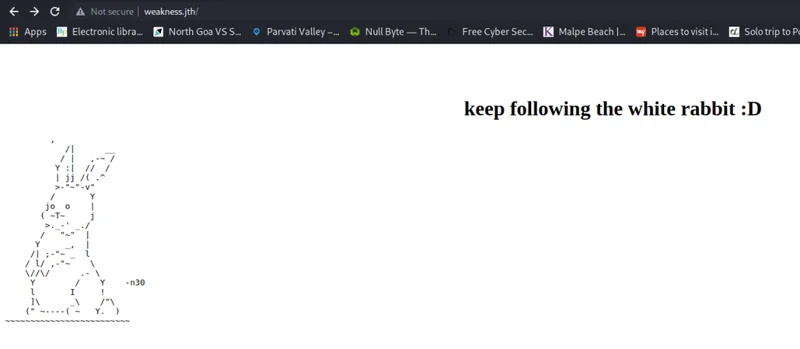 Not secure | weakness.jth/
Apps Electronic libra... North Goa VS S... Parvati Valley –... Null Byte — Th... Free Cyber Sec... Malpe Beach |... Places to visit i... Solo trip to Po
keep following the white rabbit :D
-n30